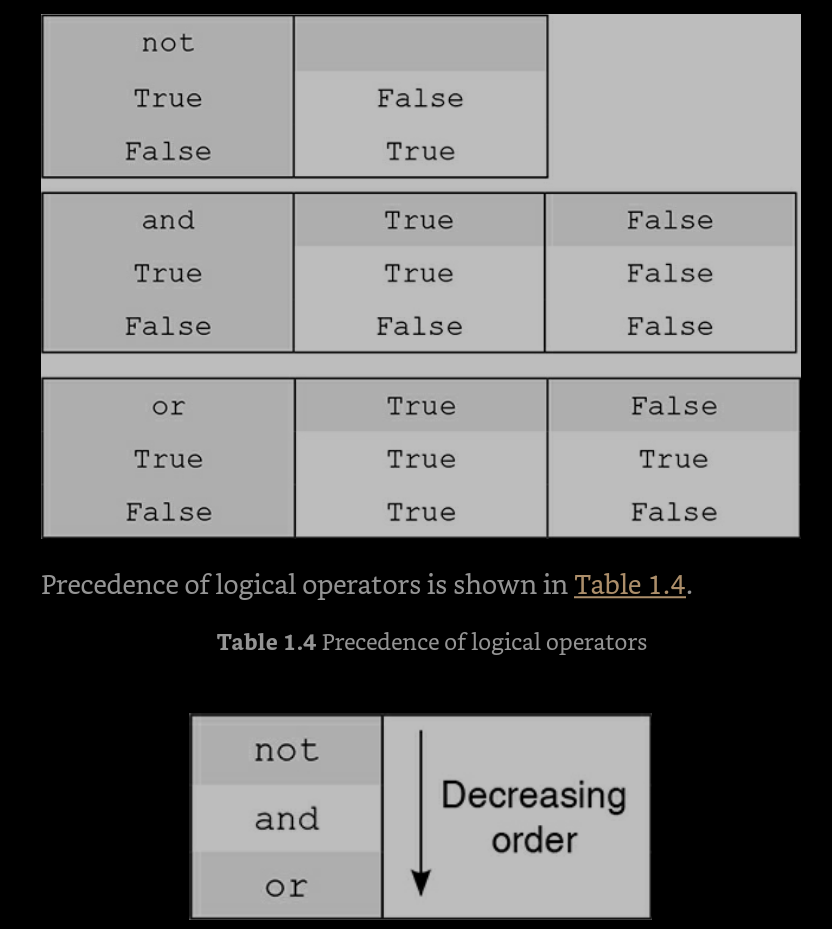 not
True False
False True
and True False
True True False
False False False
or True False
True True True
False True False
Precedence of logical operators is shown in Table 1.4.
Table 1.4 Precedence of logical operators
not
and
or
Decreasing
order